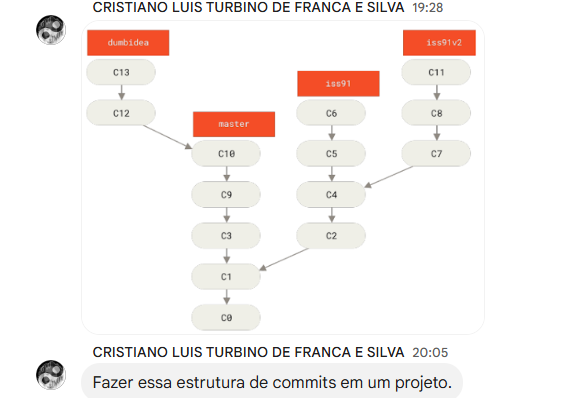 CRISTIANO LUIS TURBINO DE FRANCA E SILVA 19:28
dumbidea
iss91v2
C13
C11
iss91
C12
C6
C8
master
C10
C5
C7
C9
C4
C3
C2
C1
C0
CRISTIANO LUIS TURBINO DE FRANCA E SILVA 20:05
Fazer essa estrutura de commits em um projeto.